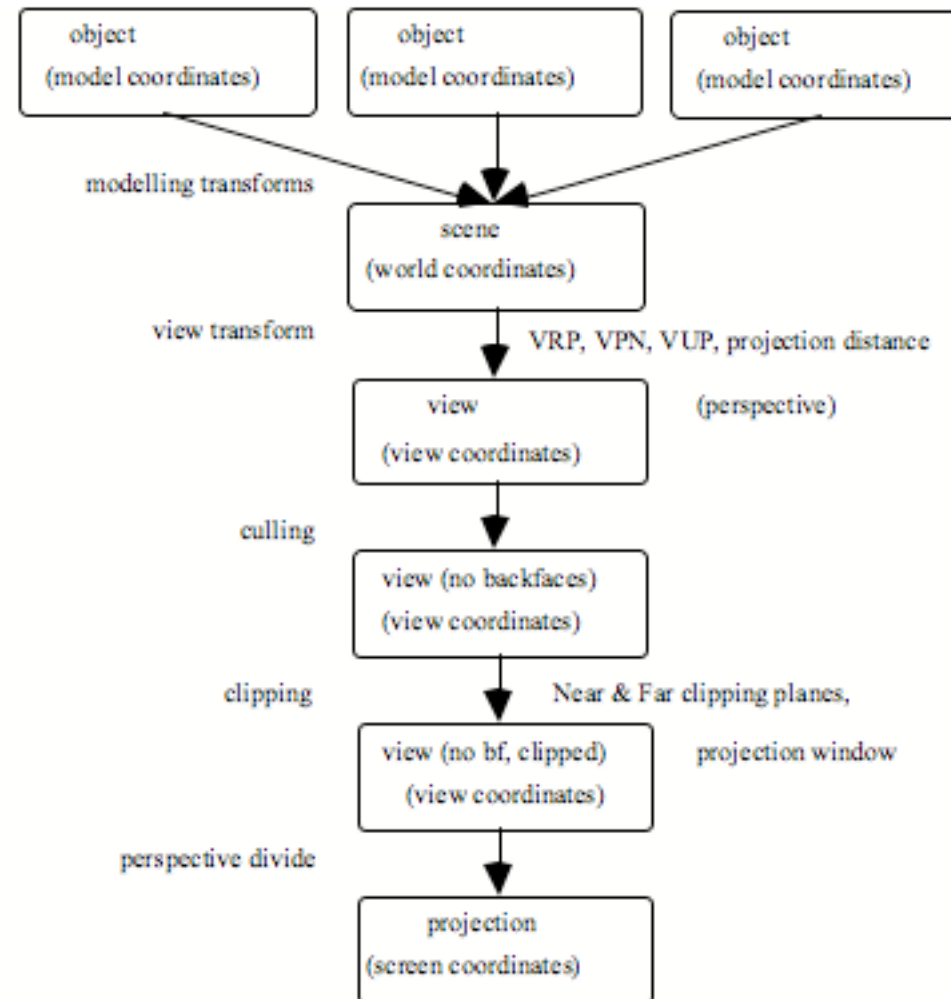 object
(model coordinates)
object
(model coordinates)
object
(model coordinates)
modelling transforms
scene
(world coordinates)
view transform
VRP, VPN, VUP, projection distance
(perspective)
view
(view coordinates)
culling
view (no backfaces)
(view coordinates)
clipping
Near & Far clipping planes,
projection window
view (no bf, clipped)
(view coordinates)
perspective divide
projection
(screen coordinates)